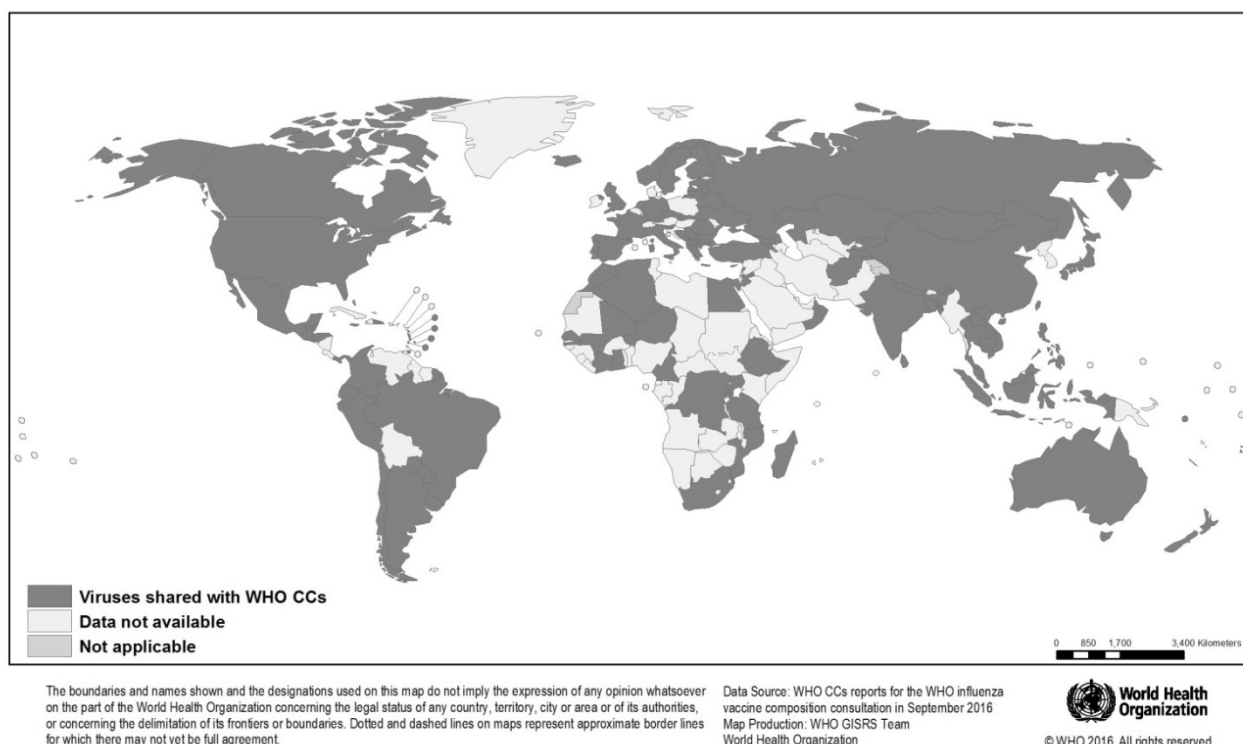 Viruses shared with WHO CCs
Data not available
Not applicable
0 850 1,700 3,400 Kilometers
The boundaries and names shown and the designations used on this map do not imply the expression of any opinion whatsoever
on the part of the World Health Organization concerning the legal status of any country, territory, city or area or of its authorities,
or concerning the delimitation of its frontiers or boundaries. Dotted and dashed lines on maps represent approximate border lines
for which there may not yet be full agreement.
Data Source: WHO CCs reports for the WHO influenza
vaccine composition consultation in September 2016
Map Production: WHO GISRS Team
World Health Organization
World Health
Organization
© WHO 2016. All rights reserved